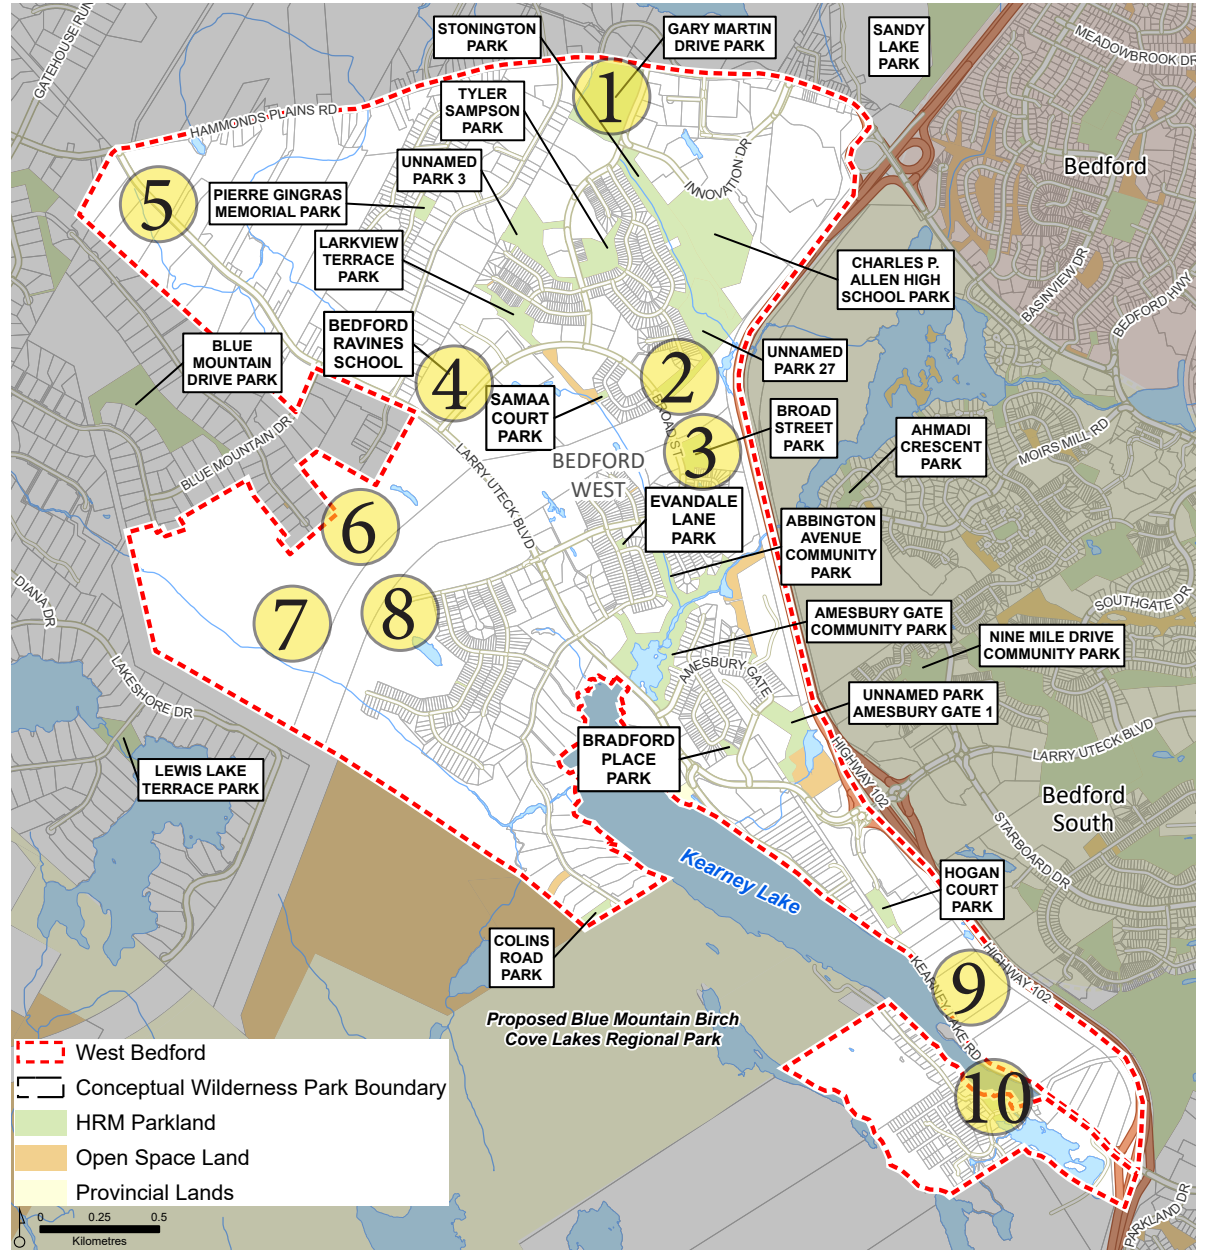 STONINGTON
PARK
GARY MARTIN
DRIVE PARK
SANDY
LAKE
PARK
MEADOWBROOK DR
GATEHOUSE RUN
HAMMONDS PLAINS RD
TYLER
SAMPSON
PARK
1
Bedford
UNNAMED
PARK 3
INNOVATION DR
5
PIERRE GINGRAS
MEMORIAL PARK
LARKVIEW
TERRACE
PARK
CHARLES P.
ALLEN HIGH
SCHOOL PARK
BASINVIEW DR
BEDFORD HWY
BLUE
MOUNTAIN
DRIVE PARK
BEDFORD
RAVINES
SCHOOL
4
2
UNNAMED
PARK 27
SAMAA
COURT
PARK
BROAD ST
3
BROAD
STREET
PARK
AHMADI
CRESCENT
PARK
MOIRS MILL RD
BLUE MOUNTAIN DR
LARRY UTECK BLVD
BEDFORD
WEST
EVANDALE
LANE
PARK
6
ABBINGTON
AVENUE
COMMUNITY
PARK
DIANA DR
7
8
SOUTHGATE DR
AMESBURY GATE
COMMUNITY PARK
NINE MILE DRIVE
COMMUNITY PARK
AMESBURY GATE
LAKESHORE DR
UNNAMED PARK
AMESBURY GATE 1
BRADFORD
PLACE
PARK
HIGHWAY 102
LARRY UTECK BLVD
LEWIS LAKE
TERRACE PARK
Bedford
South
STARBOARD DR
Kearney Lake
HOGAN
COURT
PARK
COLINS
ROAD
PARK
KEARNEY LAKE RD
9
HIGHWAY 102
Proposed Blue Mountain Birch
Cove Lakes Regional Park
10
PARKLAND DR
West Bedford
Conceptual Wilderness Park Boundary
HRM Parkland
Open Space Land
Provincial Lands
0 0.25 0.5
Kilometres